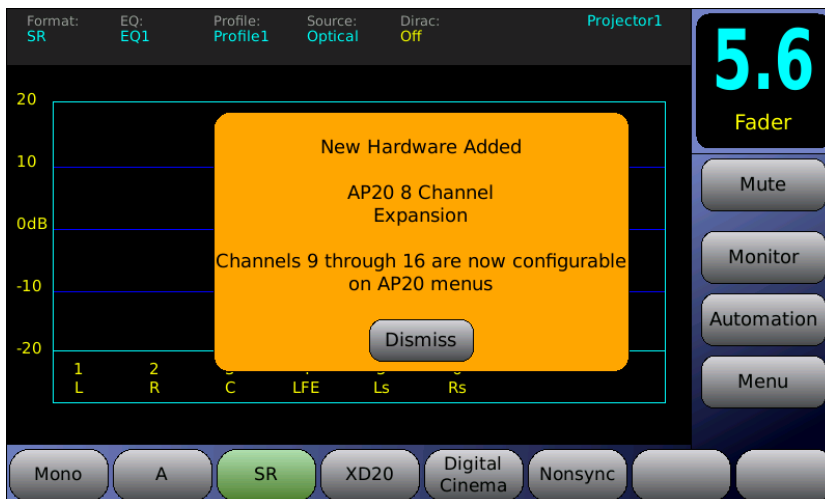 Format: EQ: Profile: Source: Dirac: Projector1
SR EQ1 Profile1 Optical Off
5.6
Fader
20
10
0dB
-10
-20
New Hardware Added
AP20 8 Channel
Expansion
Channels 9 through 16 are now configurable
on AP20 menus
Dismiss
1 2
L R C LFE Ls Rs
Mute
Monitor
Automation
Menu
Mono A SR XD20 Digital Cinema Nonsync